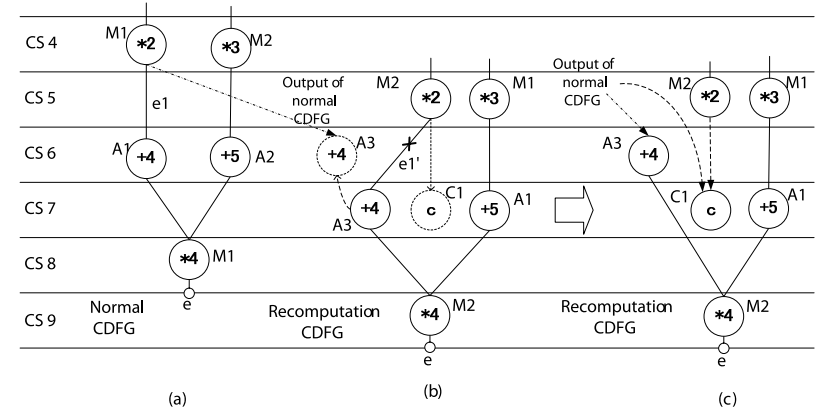 CS 4
M1
*2
*3
M2
CS 5
e1
Output of
normal
CDFG
M2
*2
*3
M1
Output of
normal
CDFG
M2
*2
*3
M1
CS 6
A1
+4
+5
A2
+4
A3
e1'
A3
+4
CS 7
A3
+4
C1
c
+5
A1
C1
c
+5
A1
CS 8
*4
M1
e
CS 9
Normal
CDFG
Recomputation
CDFG
*4
M2
e
Recomputation
CDFG
*4
M2
e
(a)
(b)
(c)